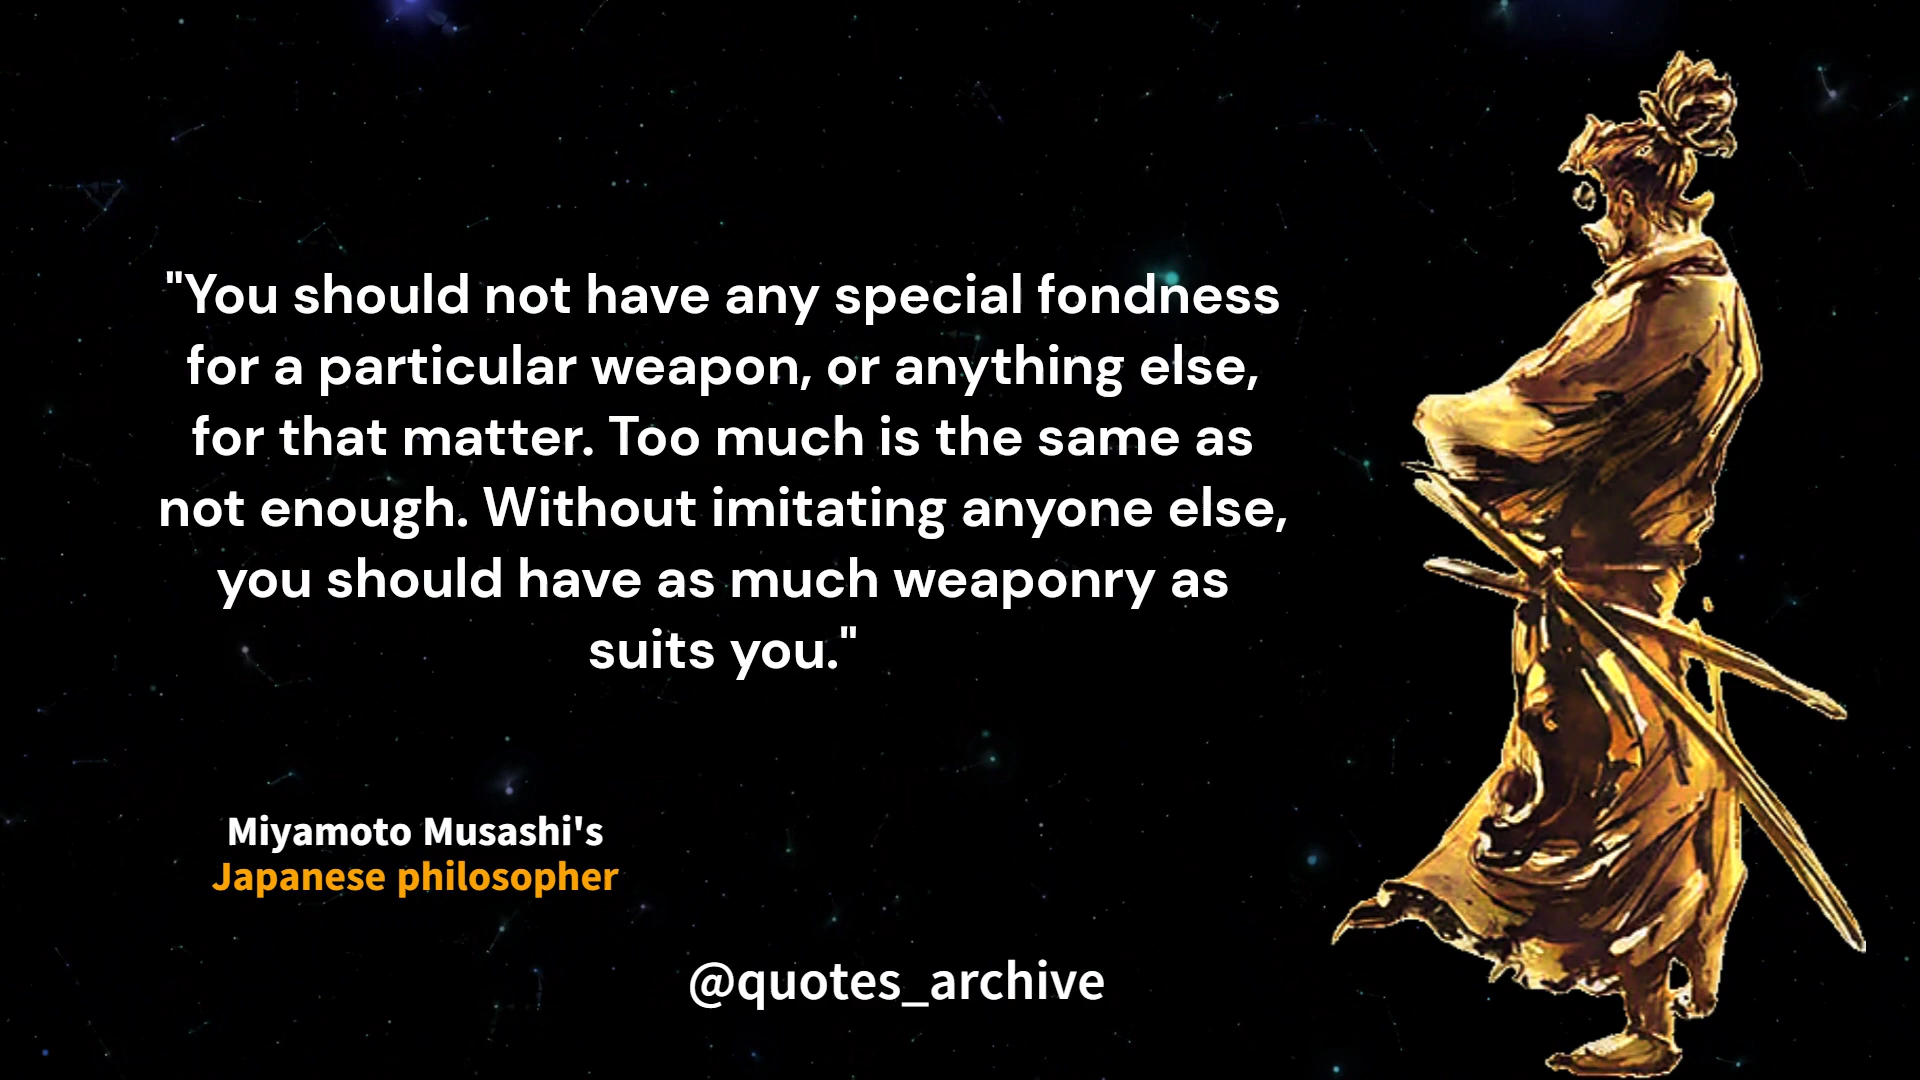 "You should not have any special fondness
for a particular weapon, or anything else,
for that matter. Too much is the same as
not enough. Without imitating anyone else,
you should have as much weaponry as
suits you."
Miyamoto Musashi's
Japanese philosopher
@quotes_archive